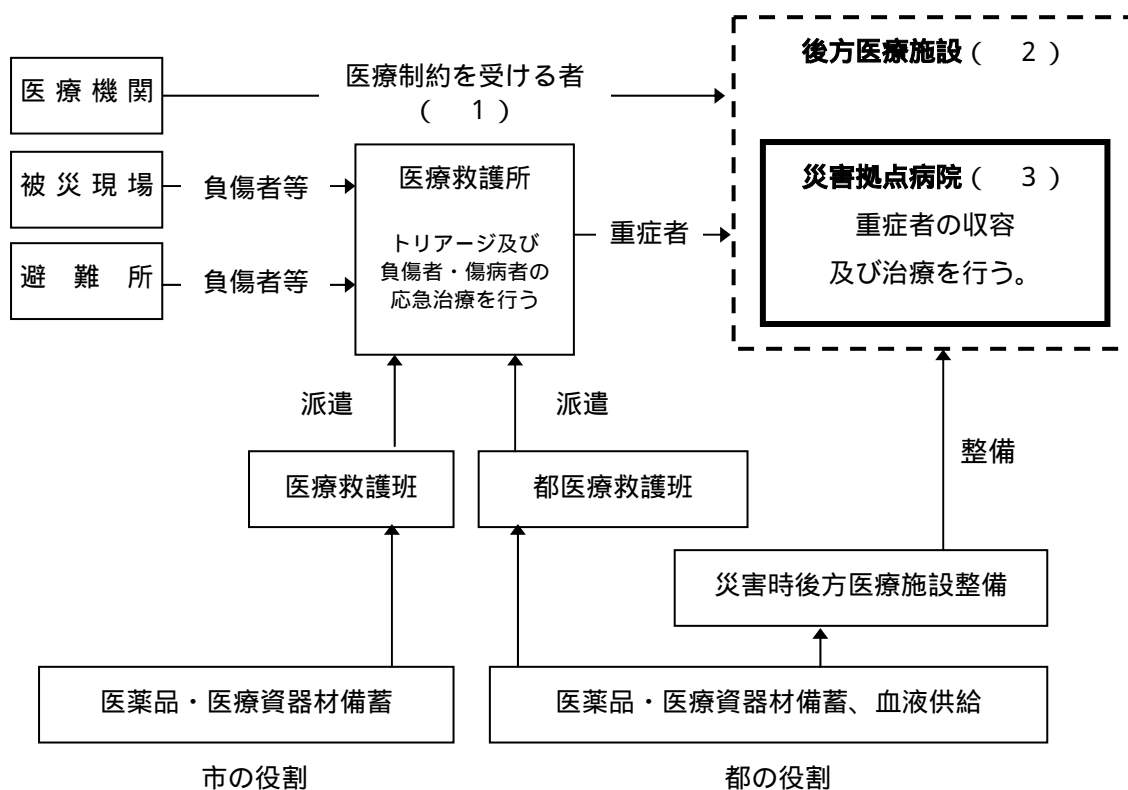 後方医療施設（　2　）
医療機関
医療制約を受ける者
（　1　）
被災現場
負傷者等
医療救護所
トリアージ及び
負傷者・傷病者の
応急治療を行う
重症者
災害拠点病院（　3　）
重症者の収容
及び治療を行う。
避難所
負傷者等
派遣
派遣
整備
医療救護班
都医療救護班
災害時後方医療施設整備
医薬品・医療資器材備蓄
医薬品・医療資器材備蓄、血液供給
市の役割
都の役割